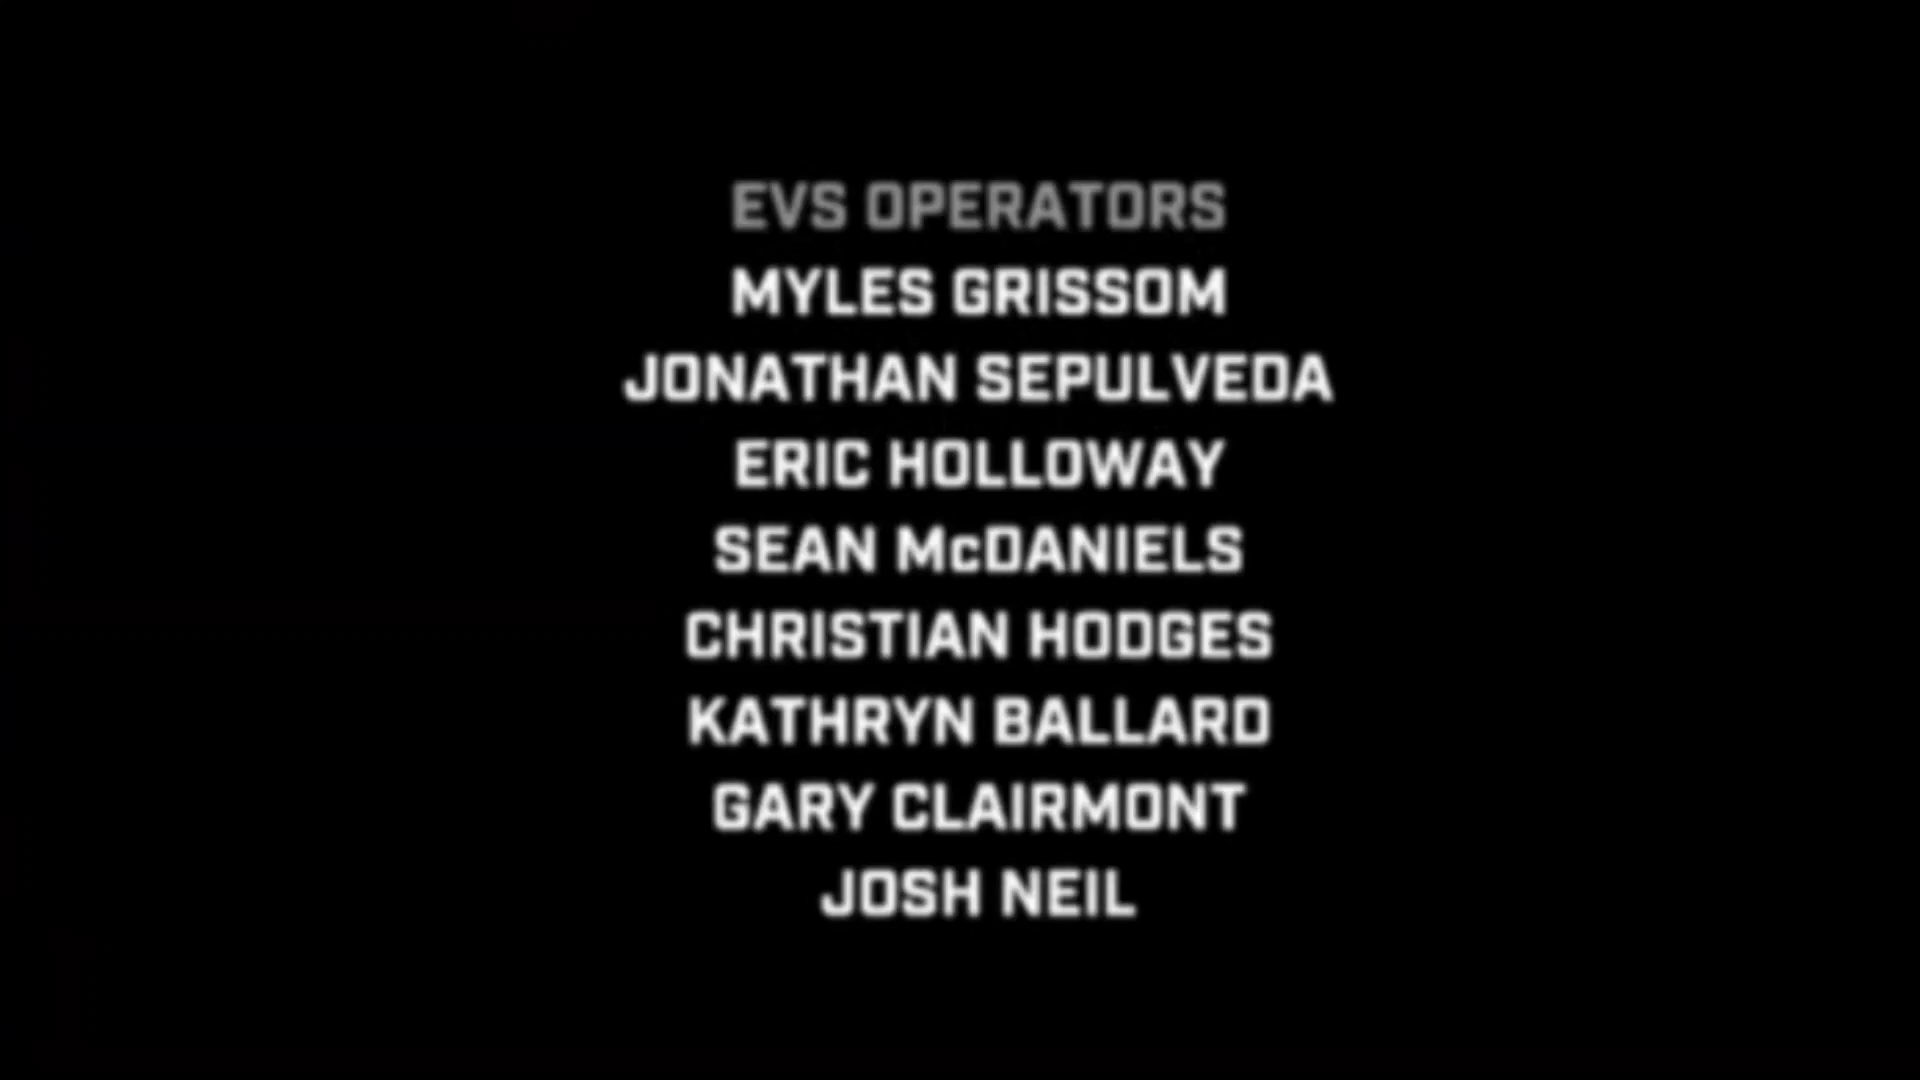 EVS OPERATORS
MYLES GRISSOM
JONATHAN SEPULVEDA
ERIC HOLLOWAY
SEAN McDANIELS
CHRISTIAN HODGES
KATHRYN BALLARD
GARY CLAIRMONT
JOSH NEIL